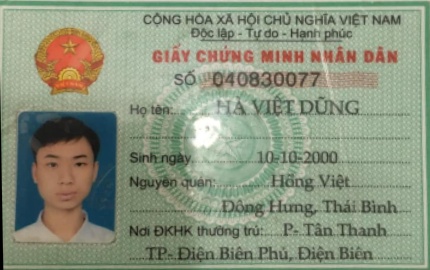 CỘNG HÒA XÃ HỘI CHỦ NGHĨA VIỆT NAM
Độc lập - Tự do - Hạnh phúc
GIẤY CHỨNG MINH NHÂN DÂN
SỐ 040830077
Họ tên: HÀ VIỆT DŨNG
Sinh ngày 10-10-2000
Nguyên quán: Hồng Việt
Đông Hưng, Thái Bình
Nơi ĐKHK thường trú: P- Tân Thanh
TP- Điện Biên Phủ, Điện Biên